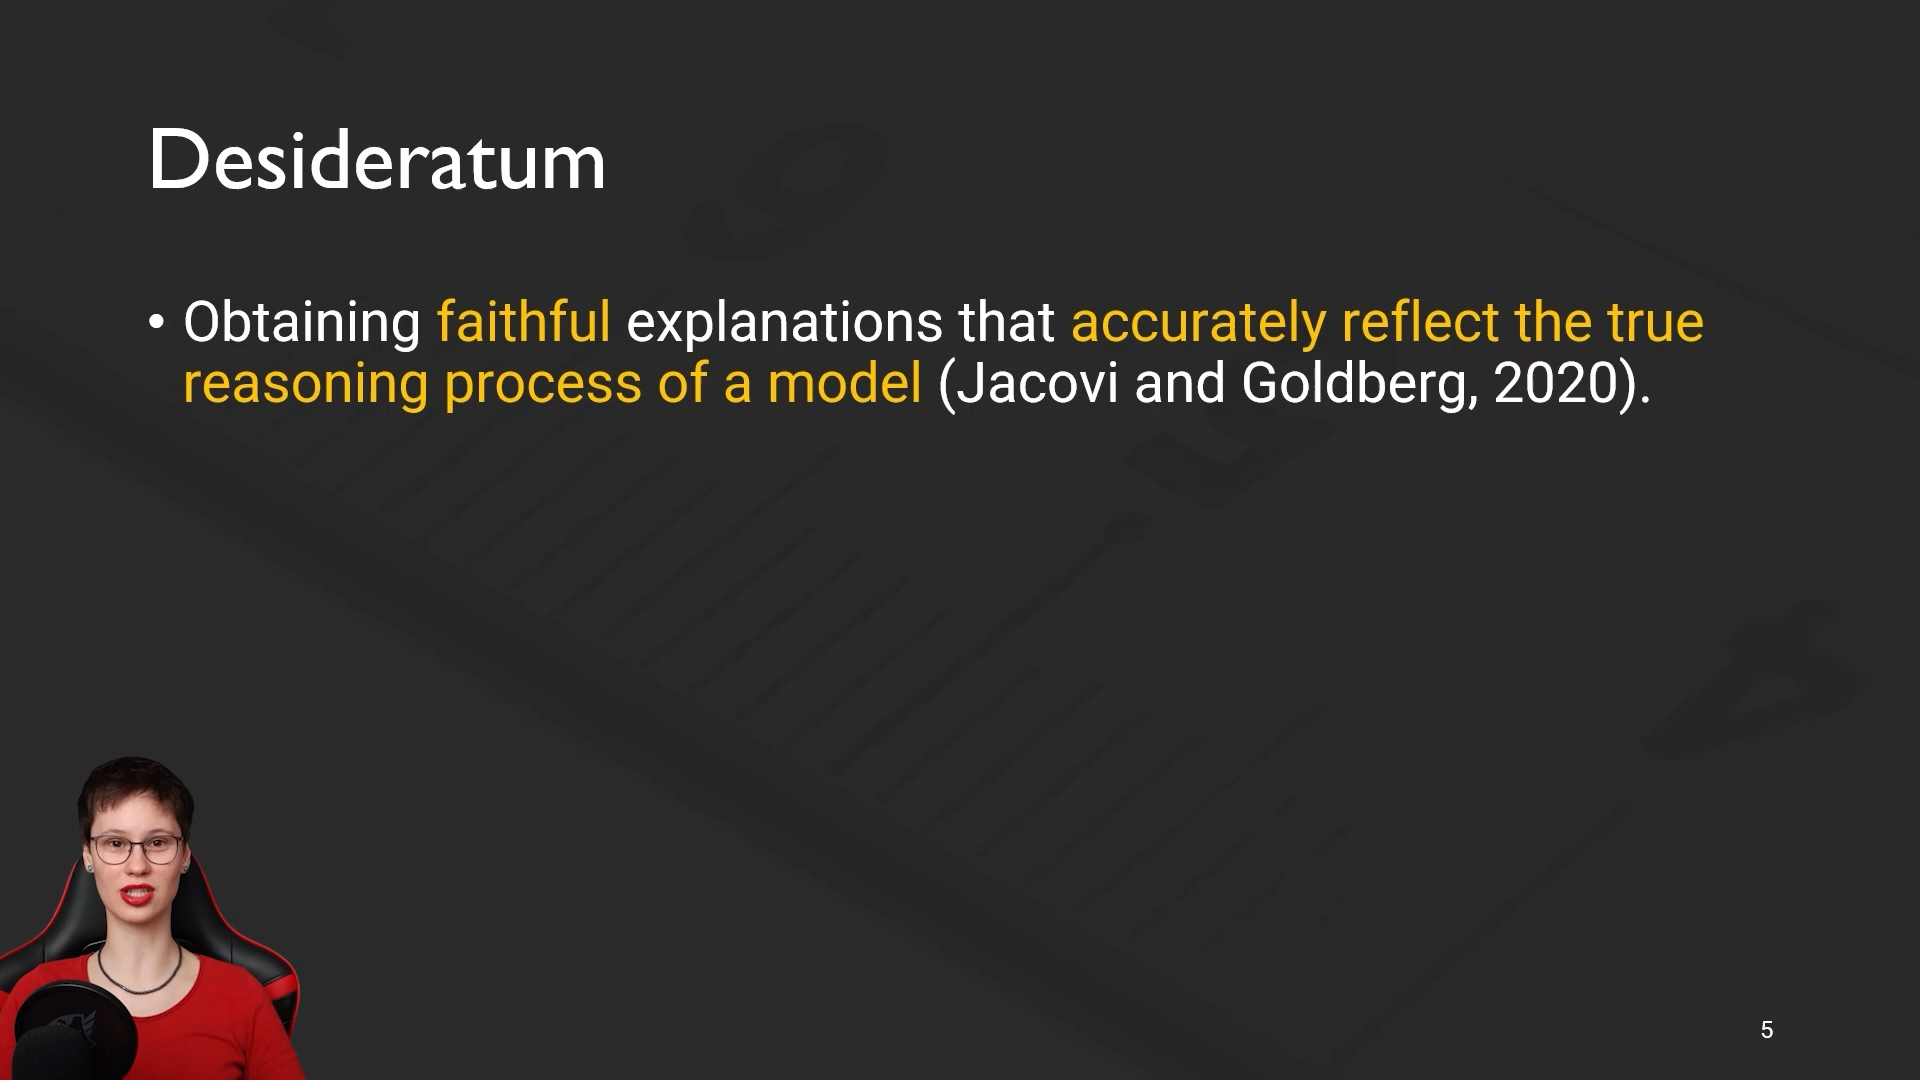 Desideratum
• Obtaining faithful explanations that accurately reflect the true
reasoning process of a model (Jacovi and Goldberg, 2020).
5